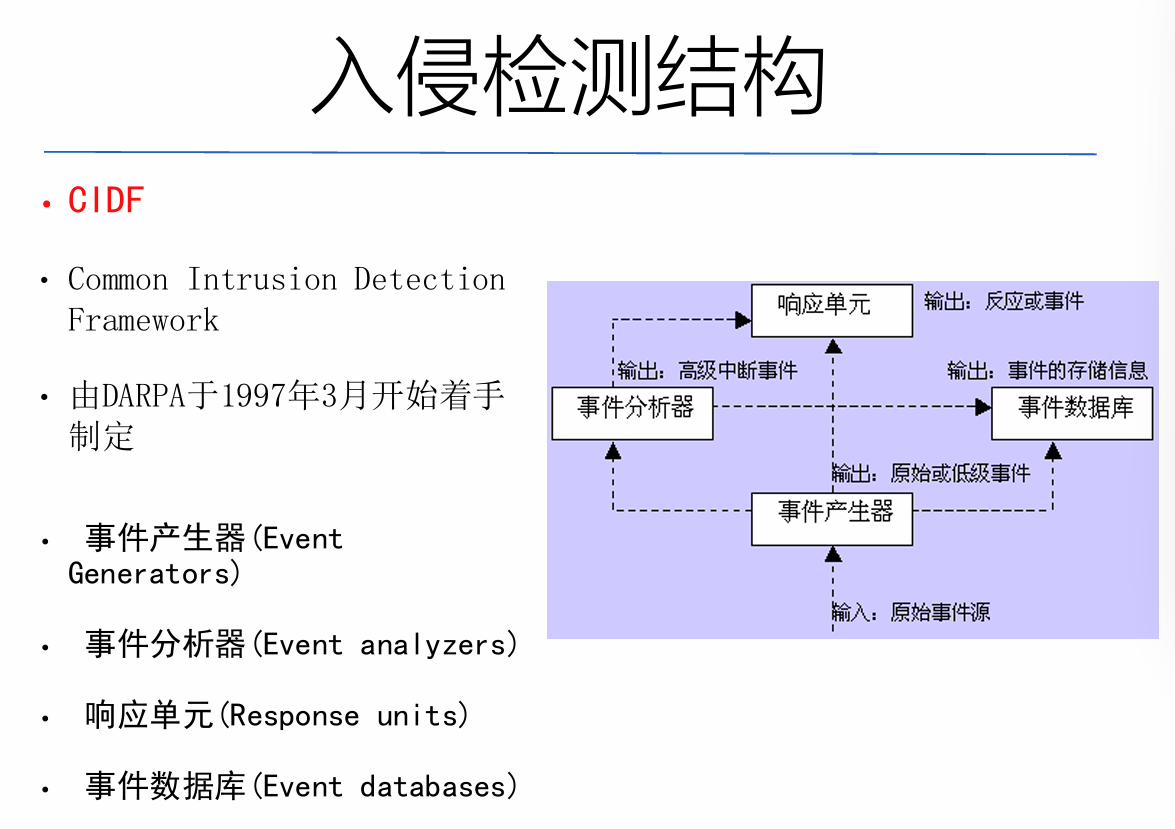 入侵检测结构
• CIDF
• Common Intrusion Detection
Framework
• 由DARPA于1997年3月开始着手
制定
• 事件产生器(Event
Generators)
• 事件分析器(Event analyzers)
• 响应单元(Response units)
• 事件数据库(Event databases)
响应单元
输出：反应或事件
输出：高级中断事件
输出：事件的存储信息
事件分析器
事件数据库
输出：原始或低级事件
事件产生器
输入：原始事件源